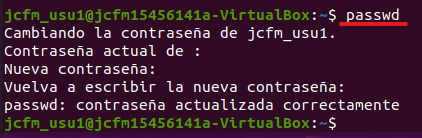 jcfm_usu1@jcfm15456141a-VirtualBox:~$ passwd
Cambiando la contraseña de jcfm_usu1.
Contraseña actual de :
Nueva contraseña:
Vuelva a escribir la nueva contraseña:
passwd: contraseña actualizada correctamente
jcfm_usu1@jcfm15456141a-VirtualBox:~$